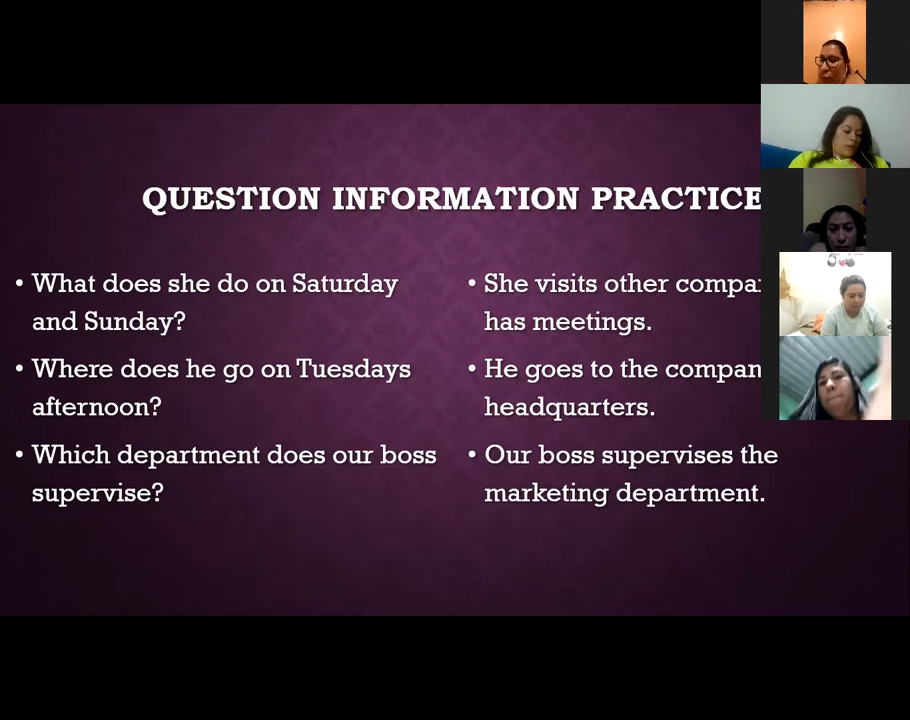 QUESTION INFORMATION PRACTICE
• What does she do on Saturday
and Sunday?
• Where does he go on Tuesdays
afternoon?
• Which department does our boss
supervise?
• She visits other
has meetings.
• He goes to the
headquarters.
• Our boss supervises the
marketing department.